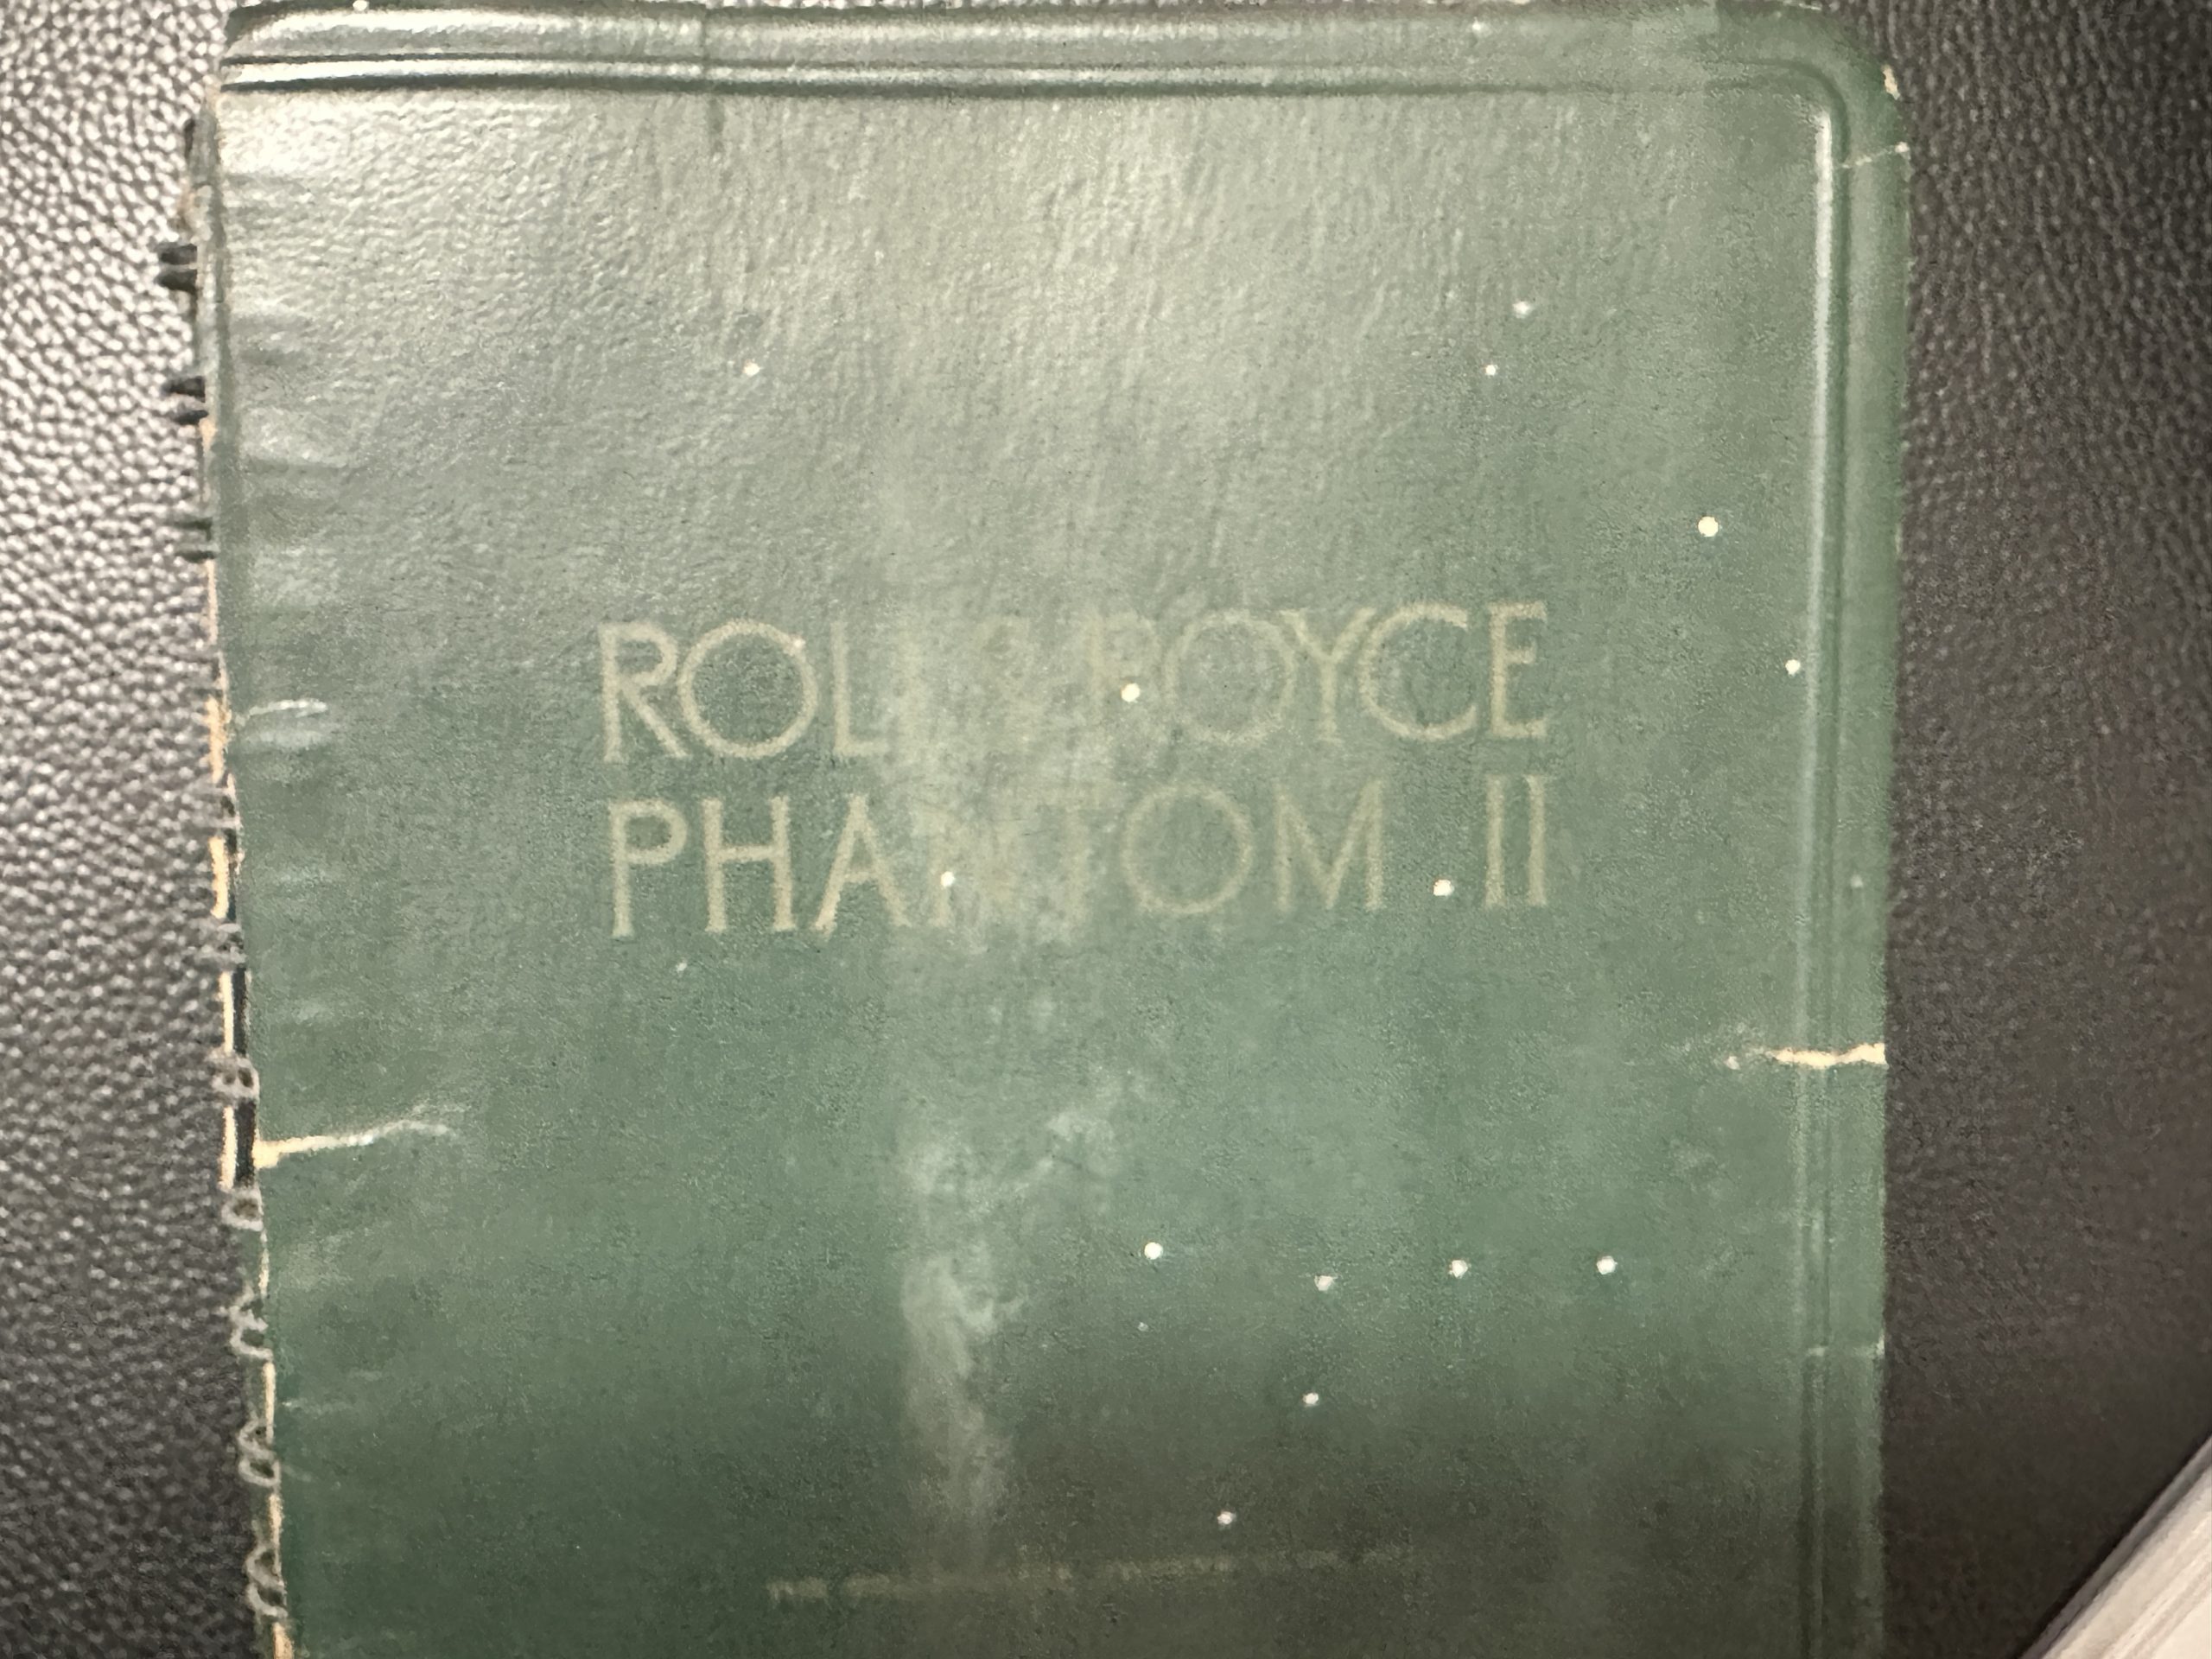 ROLLS ROYCE
PHANTOM II